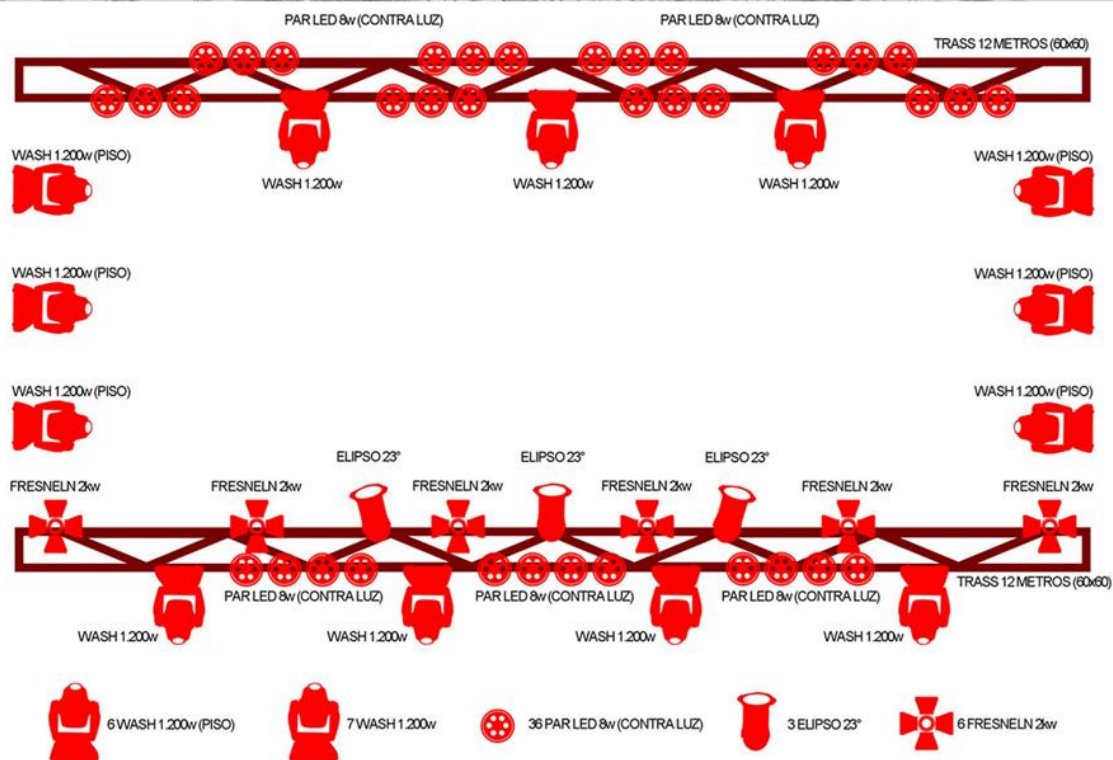 PAR LED 8w (CONTRA LUZ)
PAR LED 8w (CONTRA LUZ)
TRASS 12 METROS (60x60)
WASH 1.200w (PISO)
WASH 1.200w (PISO)
WASH 1.200w
WASH 1.200w
WASH 1.200w
WASH 1.200w (PISO)
WASH 1.200w (PISO)
WASH 1.200w (PISO)
WASH 1.200w (PISO)
ELIPSO 23°
ELIPSO 23°
ELIPSO 23°
FRESNELN 2kw
FRESNELN 2kw
FRESNELN 2kw
FRESNELN 2kw
FRESNELN 2kw
FRESNELN 2kw
TRASS 12 METROS (60x60)
PAR LED 8w (CONTRA LUZ)
PAR LED 8w (CONTRA LUZ)
PAR LED 8w (CONTRA LUZ)
WASH 1.200w
WASH 1.200w
WASH 1.200w
WASH 1.200w
6 WASH 1.200w (PISO)
7 WASH 1.200w
36 PAR LED 8w (CONTRA LUZ)
3 ELIPSO 23°
6 FRESNELN 2kw